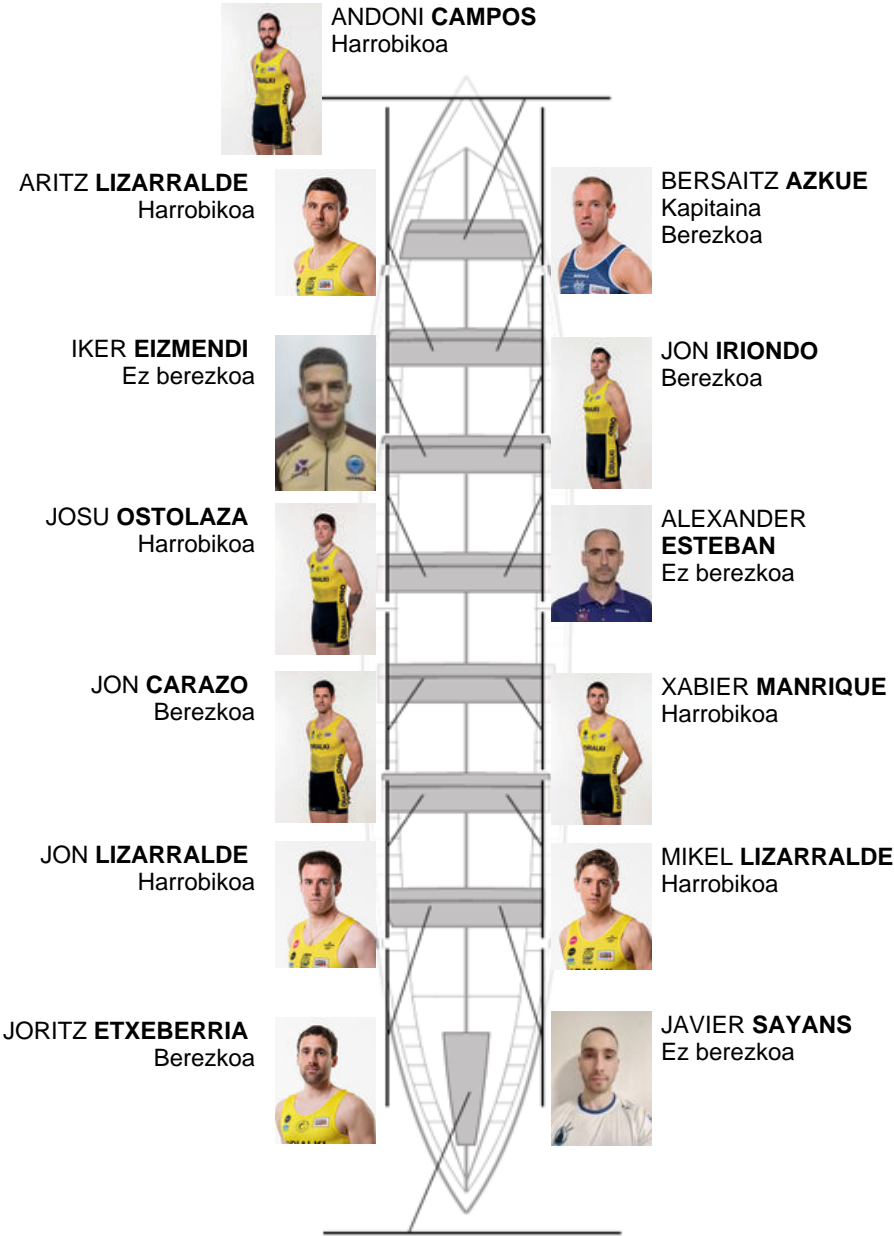 ANDONI CAMPOS
Harrobikoa
ARITZ LIZARRALDE
Harrobikoa
BERSAITZ AZKUE
Kapitaina
Berezkoa
IKER EIZMENDI
Ez berezkoa
JON IRIONDO
Berezkoa
JOSU OSTOLAZA
Harrobikoa
ALEXANDER
ESTEBAN
Ez berezkoa
JON CARAZO
Berezkoa
XABIER MANRIQUE
Harrobikoa
JON LIZARRALDE
Harrobikoa
MIKEL LIZARRALDE
Harrobikoa
JORITZ ETXEBERRIA
Berezkoa
JAVIER SAYANS
Ez berezkoa